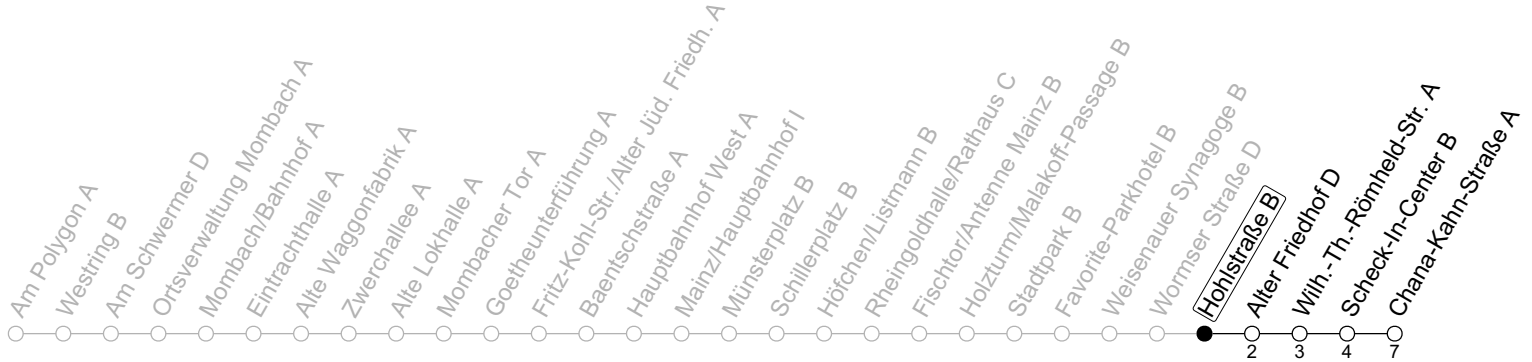 Am Polygon A
Westring B
Am Schwermer D
Ortsverwaltung Mombach A
Mombach/Bahnhof A
Eintrachthalle A
Alte Waggonfabrik A
Zwerchallee A
Alte Lokhalle A
Mombacher Tor A
Goetheunterführung A
Fritz-Kohl-Str./Alter Jüd. Friedh. A
Baentschstraße A
Hauptbahnhof West A
Mainz/Hauptbahnhof I
Münsterplatz B
Schillerplatz B
Höfchen/Listmann B
Rheingoldhalle/Rathaus C
Fischtor/Antenne Mainz B
Holzturm/Malakoff-Passage B
Stadtpark B
Favorite-Parkhotel B
Weisenauer Synagoge B
Wormser Straße D
Hohlstraße B
Alter Friedhof D
Wilh.-Th.-Römheld-Str. A
Scheck-In-Center B
Chana-Kahn-Straße A
2 3 4 7